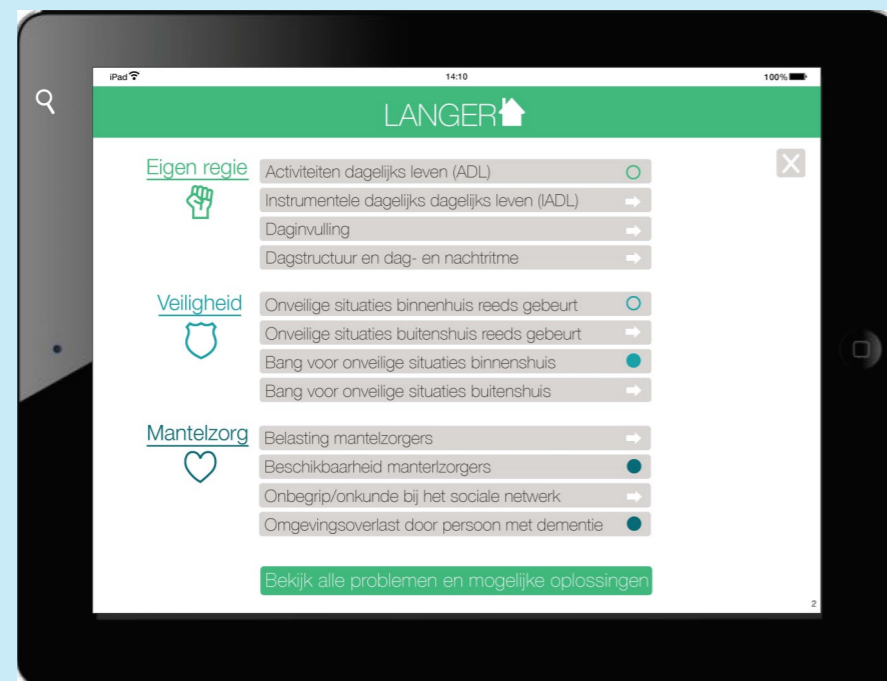 iPad 14:10 100%
LANGER
Eigen regie
Activiteiten dagelijks leven (ADL)
Instrumentele dagelijks dagelijks leven (IADL)
Daginvulling
Dagstructuur en dag- en nachtritme
Veiligheid
Onveilige situaties binnenhuis reeds gebeurt
Onveilige situaties buitenshuis reeds gebeurt
Bang voor onveilige situaties binnenshuis
Bang voor onveilige situaties buitenshuis
Mantelzorg
Belasting mantelzorgers
Beschikbaarheid manterlzorgers
Onbegrip/onkunde bij het sociale netwerk
Omgevingsoverlast door persoon met dementie
Bekijk alle problemen en mogelijke oplossingen
2